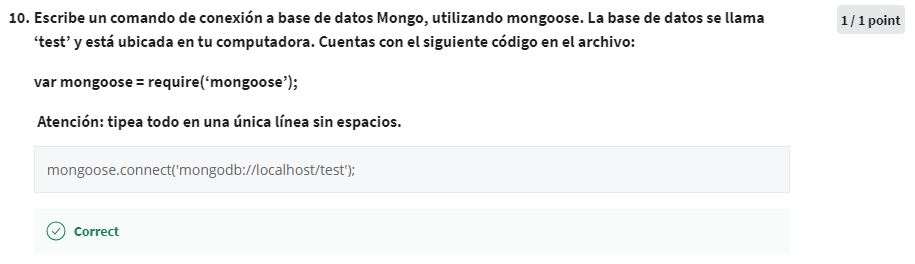 10. Escribe un comando de conexión a base de datos Mongo, utilizando mongoose. La base de datos se llama
1 / 1 point
‘test’ y está ubicada en tu computadora. Cuentas con el siguiente código en el archivo:
var mongoose = require(‘mongoose’);
Atención: tipea todo en una única línea sin espacios.
mongoose.connect('mongodb://localhost/test');
Correct